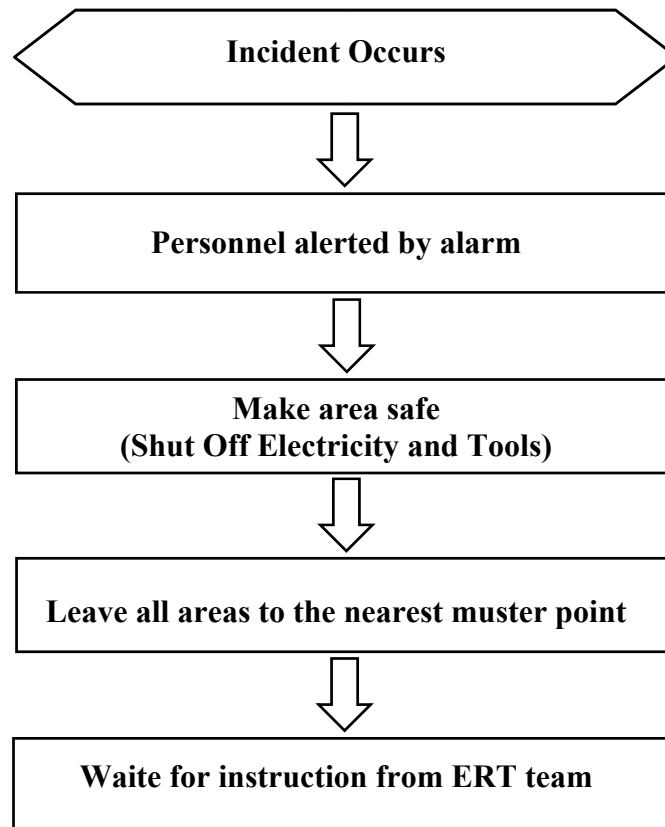 Incident Occurs
Personnel alerted by alarm
Make area safe
(Shut Off Electricity and Tools)
Leave all areas to the nearest muster point
Waite for instruction from ERT team